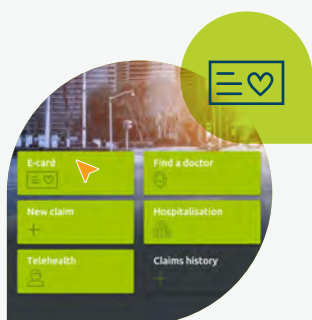 E-card
Find a doctor
New claim
Hospitalisation
Telehealth
Claims history